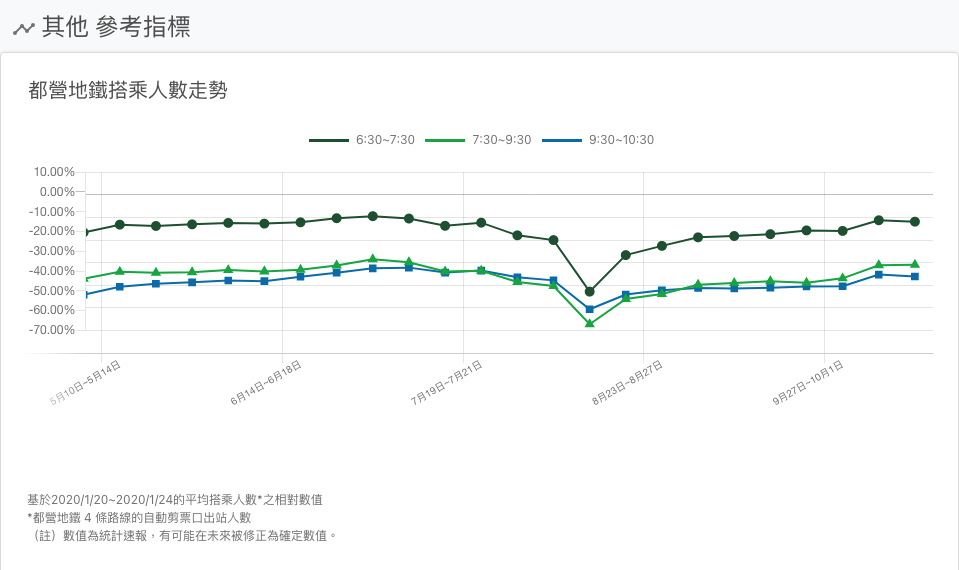 其他 參考指標
都營地鐵搭乘人數走勢
6:30~7:30 7:30~9:30 9:30~10:30
10.00%
0.00%
-10.00%
-20.00%
-30.00%
-40.00%
-50.00%
-60.00%
-70.00%
5月10日~5月14日 6月14日~6月18日 7月19日~7月21日 8月23日~8月27日 9月27日~10月1日
基於2020/1/20~2020/1/24的平均搭乘人數*之相對數值
*都營地鐵 4 條路線的自動剪票口出站人數
（註）數值為統計速報，有可能在未來被修正為確定數值。